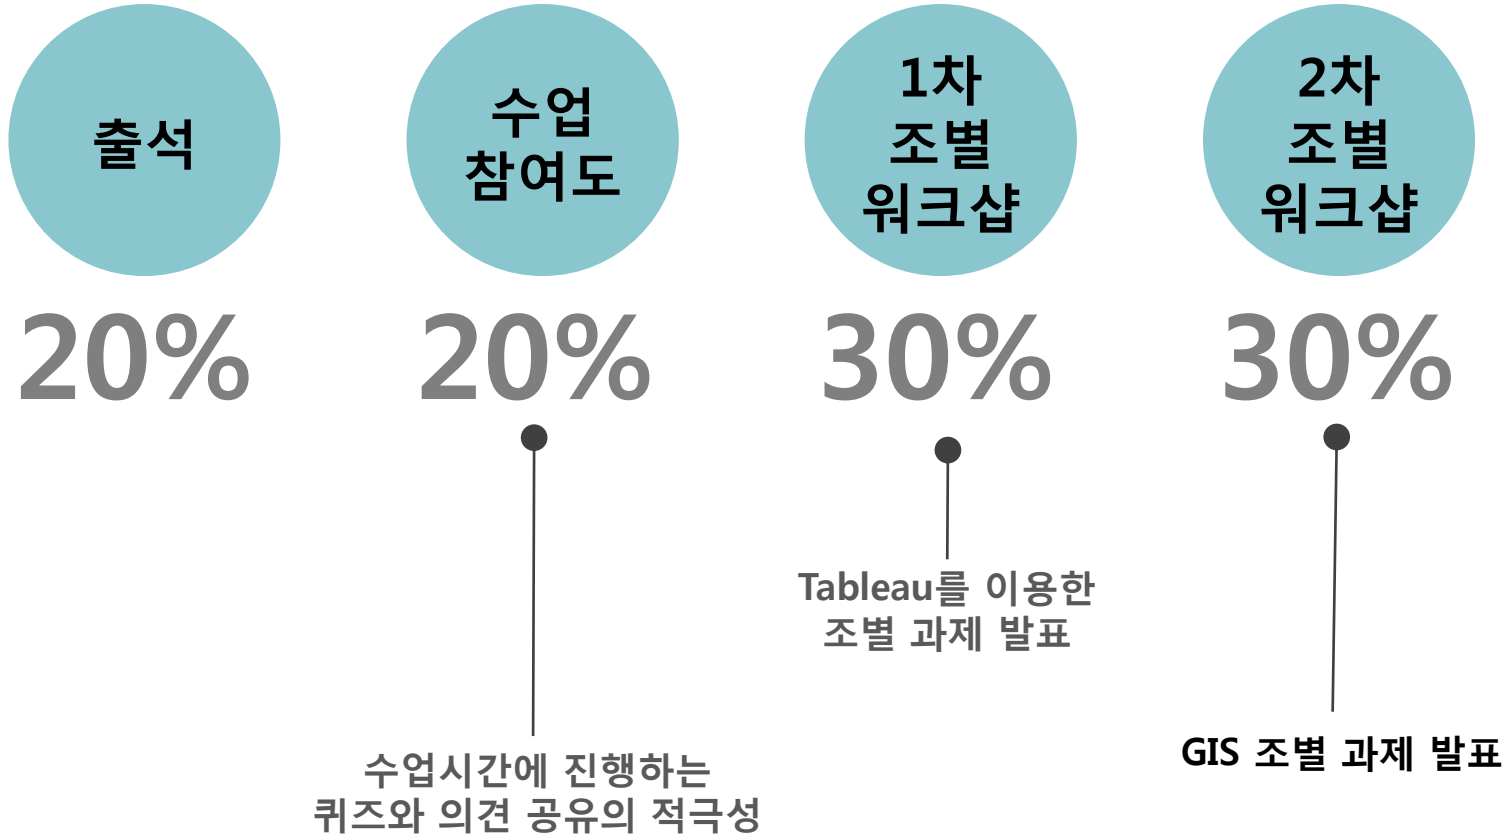 출석
수업
참여도
1차
조별
워크샵
2차
조별
워크샵
20%
20%
30%
30%
Tableau를 이용한
조별 과제 발표
GIS 조별 과제 발표
수업시간에 진행하는
퀴즈와 의견 공유의 적극성